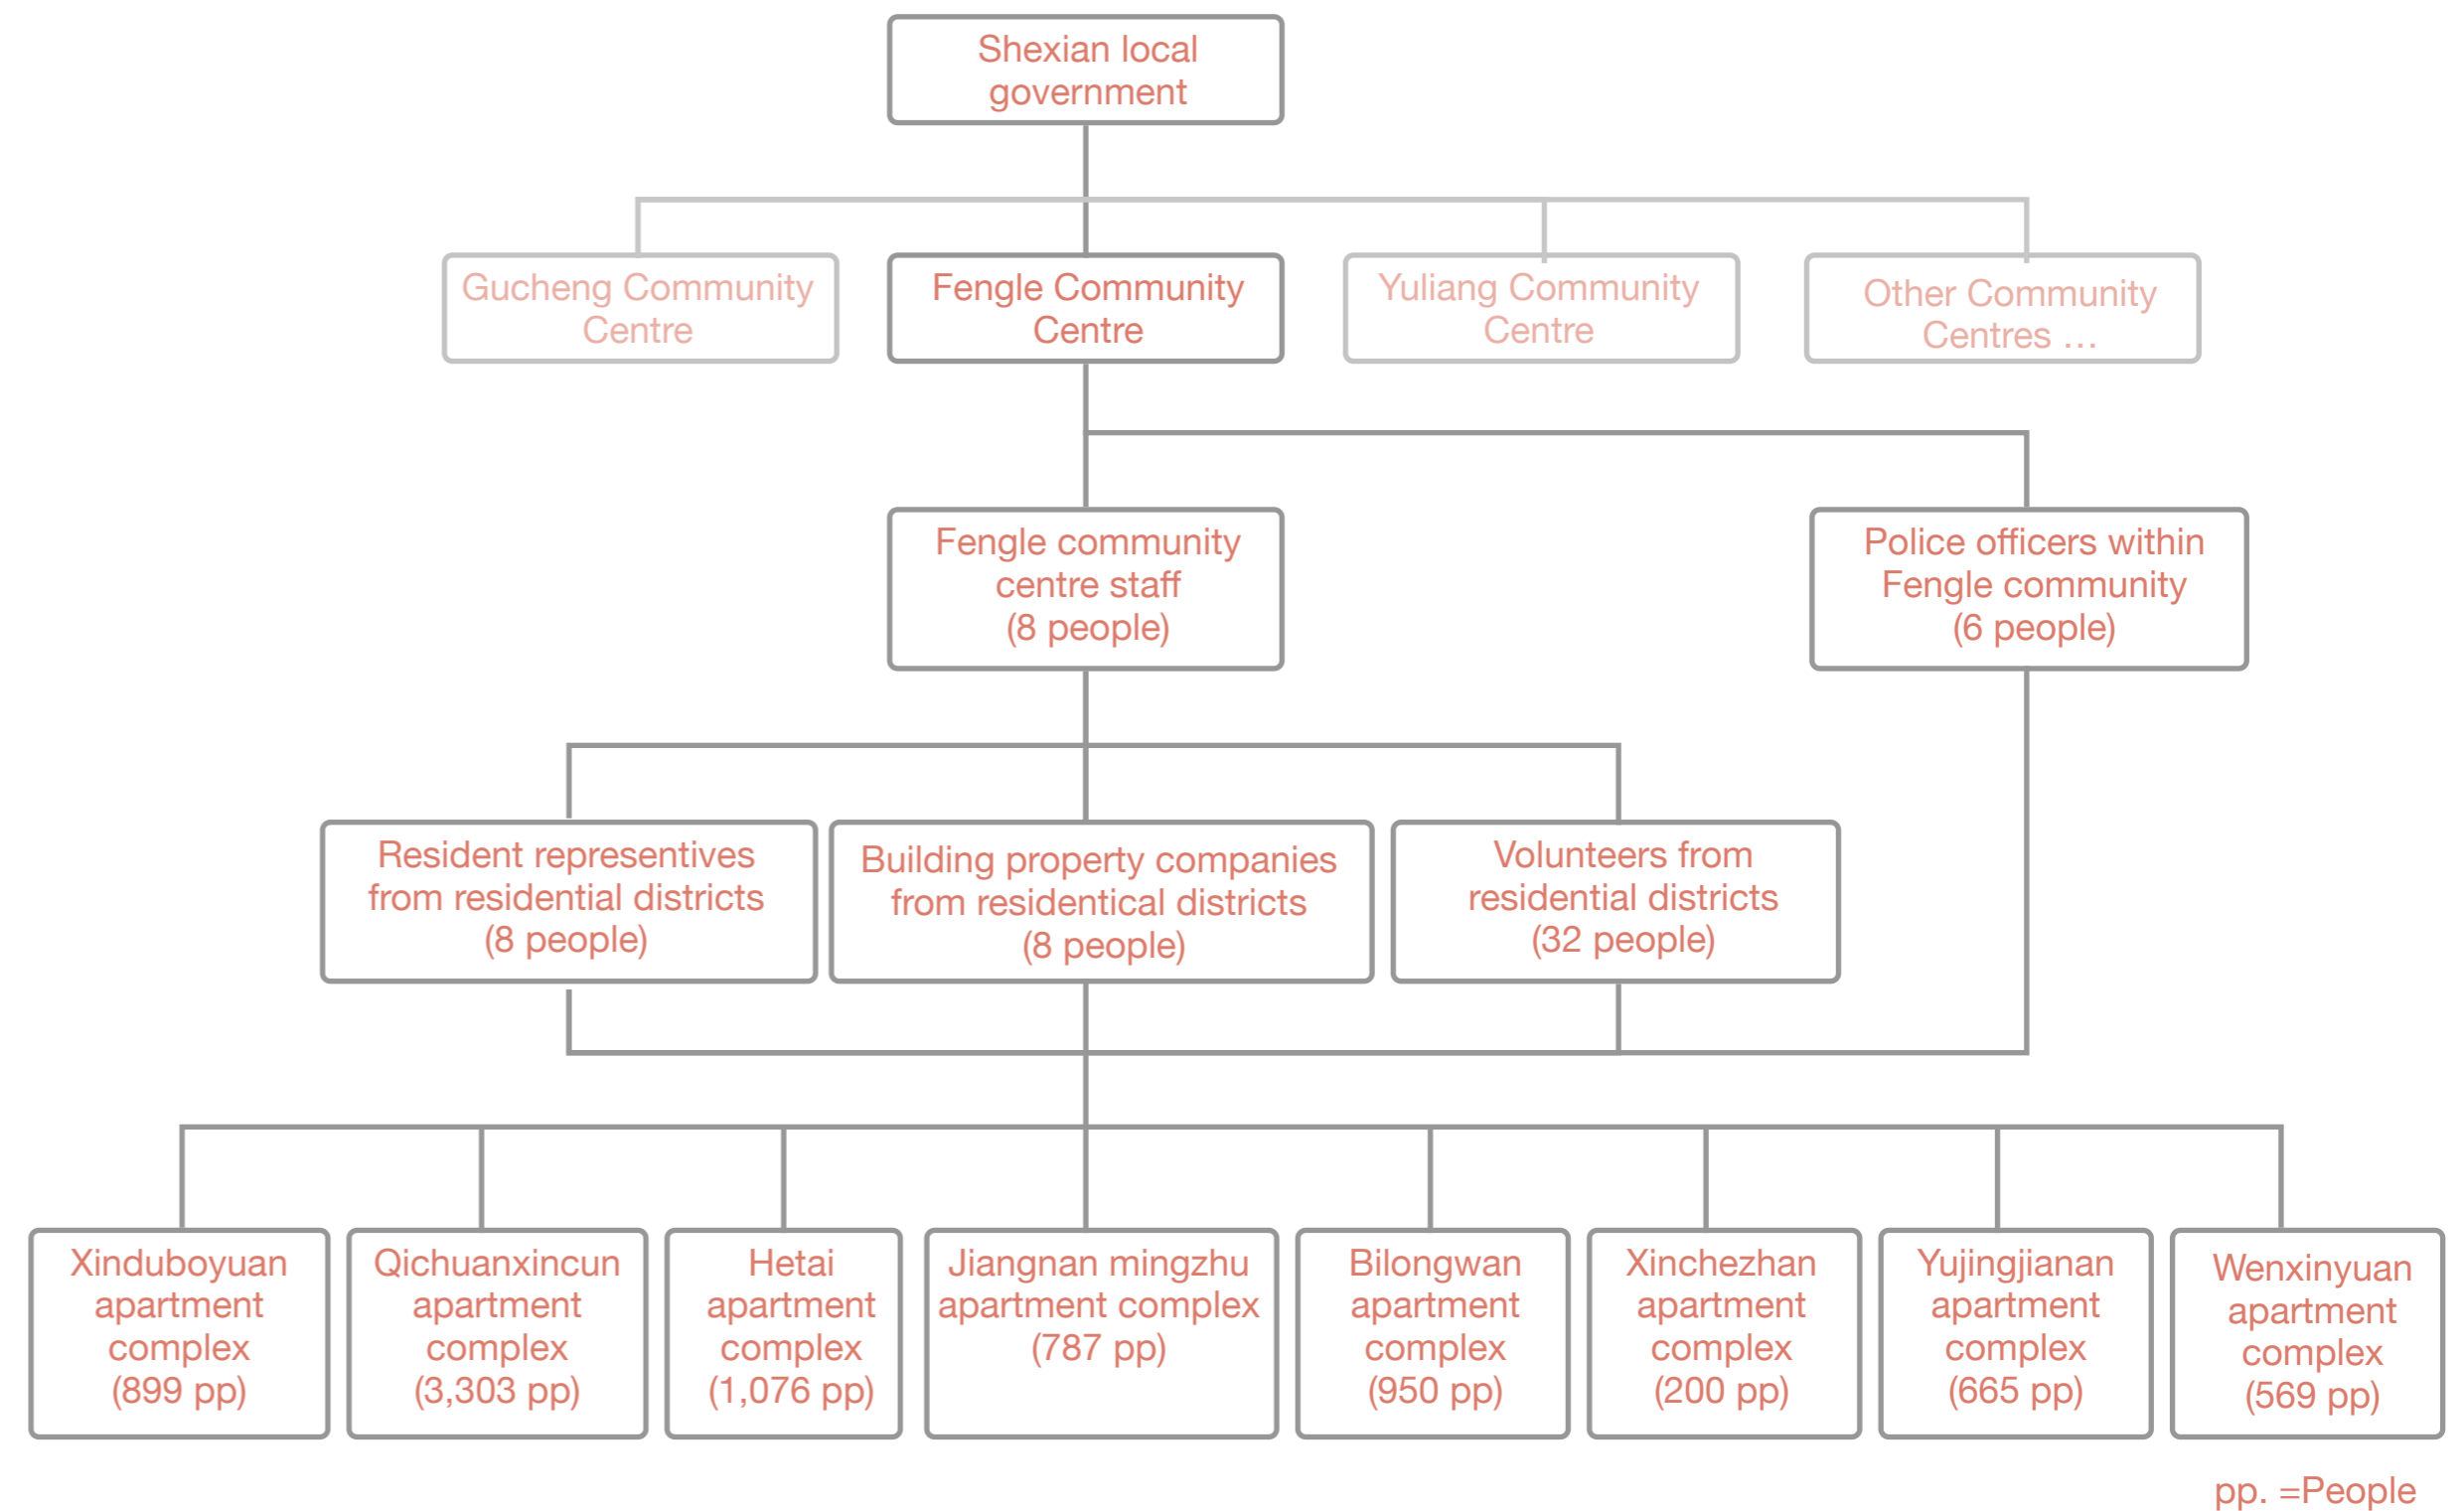 Shexian local
government
Gucheng Community
Centre
Fengle Community
Centre
Yuliang Community
Centre
Other Community
Centres ...
Fengle community
centre staff
(8 people)
Police officers within
Fengle community
(6 people)
Resident representives
from residential districts
(8 people)
Building property companies
from residentical districts
(8 people)
Volunteers from
residential districts
(32 people)
Xinduboyuan
apartment
complex
(899 pp)
Qichuanxincun
apartment
complex
(3,303 pp)
Hetai
apartment
complex
(1,076 pp)
Jiangnan mingzhu
apartment complex
(787 pp)
Bilongwan
apartment
complex
(950 pp)
Xinchezhan
apartment
complex
(200 pp)
Yujingjianan
apartment
complex
(665 pp)
Wenxinyuan
apartment
complex
(569 pp)
pp. =People